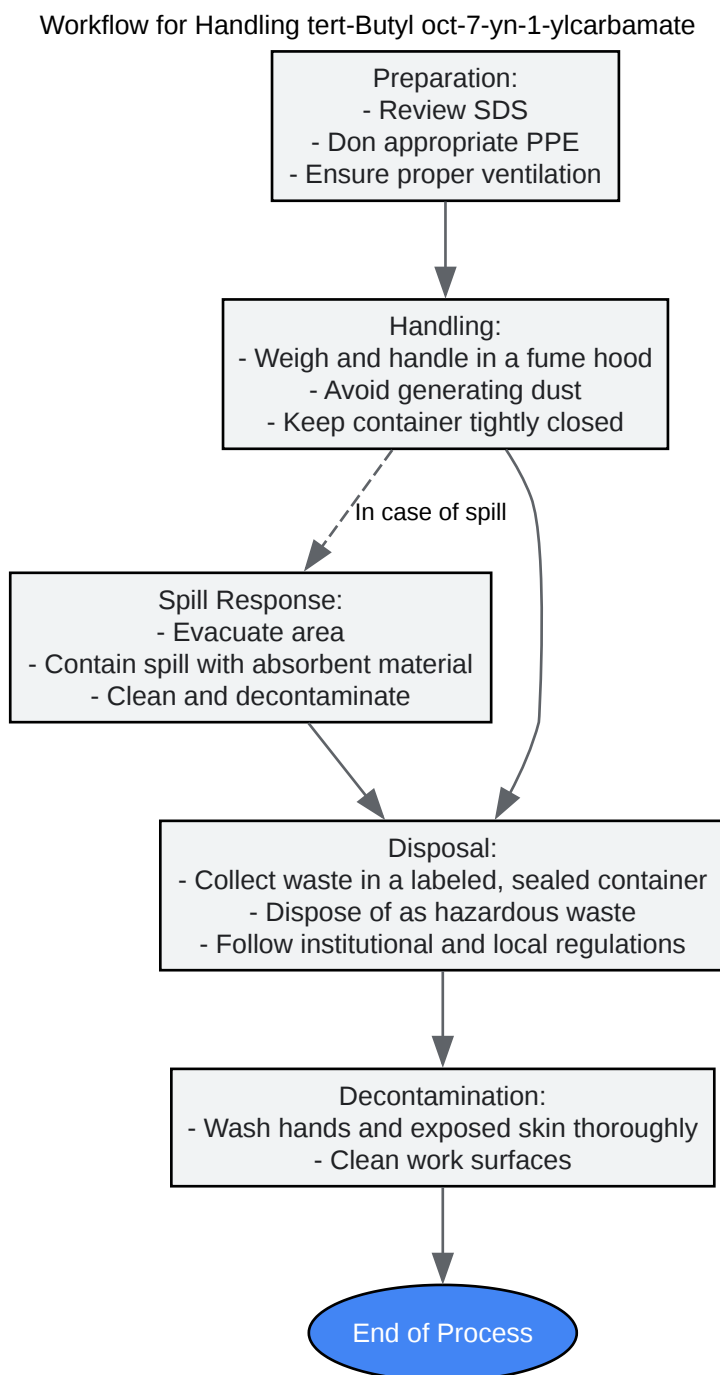 Workflow for Handling tert-Butyl oct-7-yn-1-ylcarbamate
Preparation:
- Review SDS
- Don appropriate PPE
- Ensure proper ventilation
Handling:
- Weigh and handle in a fume hood
- Avoid generating dust
- Keep container tightly closed
In case of spill
Spill Response:
- Evacuate area
- Contain spill with absorbent material
- Clean and decontaminate
Disposal:
- Collect waste in a labeled, sealed container
- Dispose of as hazardous waste
- Follow institutional and local regulations
Decontamination:
- Wash hands and exposed skin thoroughly
- Clean work surfaces
End of Process